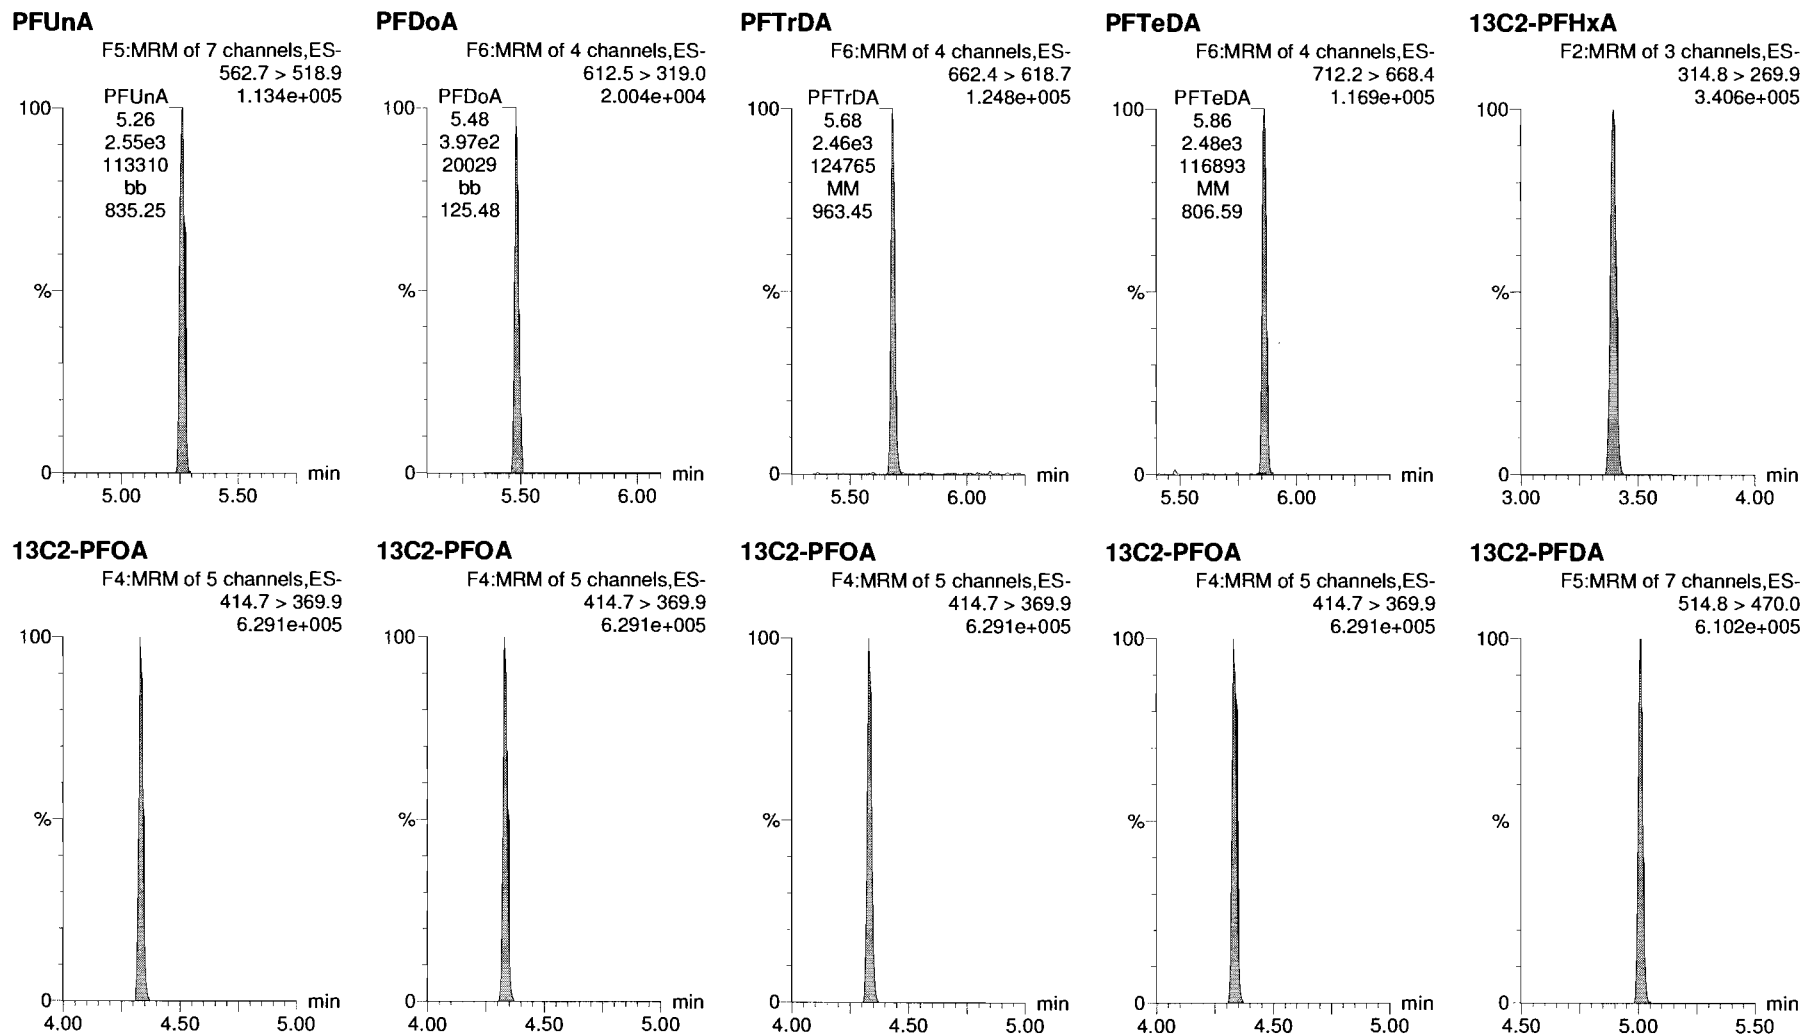 PFUnA
F5:MRM of 7 channels,ES-
562.7 > 518.9
1.134e+005
100
PFUnA
5.26
2.55e3
113310
bb
835.25
%
0
min
5.00 5.50
PFDoA
F6:MRM of 4 channels,ES-
612.5 > 319.0
2.004e+004
100
PFDoA
5.48
3.97e2
20029
bb
125.48
%
0
min
5.50 6.00
PFTrDA
F6:MRM of 4 channels,ES-
662.4 > 618.7
1.248e+005
100
PFTrDA
5.68
2.46e3
124765
MM
963.45
%
0
min
5.50 6.00
PFTeDA
F6:MRM of 4 channels,ES-
712.2 > 668.4
1.169e+005
100
PFTeDA
5.86
2.48e3
116893
MM
806.59
%
0
min
5.50 6.00
13C2-PFHxA
F2:MRM of 3 channels,ES-
314.8 > 269.9
3.406e+005
100
%
0
min
3.00 3.50 4.00
13C2-PFOA
F4:MRM of 5 channels,ES-
414.7 > 369.9
6.291e+005
100
%
0
min
4.00 4.50 5.00
13C2-PFOA
F4:MRM of 5 channels,ES-
414.7 > 369.9
6.291e+005
100
%
0
min
4.00 4.50 5.00
13C2-PFOA
F4:MRM of 5 channels,ES-
414.7 > 369.9
6.291e+005
100
%
0
min
4.00 4.50 5.00
13C2-PFOA
F4:MRM of 5 channels,ES-
414.7 > 369.9
6.291e+005
100
%
0
min
4.00 4.50 5.00
13C2-PFDA
F5:MRM of 7 channels,ES-
514.8 > 470.0
6.102e+005
100
%
0
min
4.50 5.00 5.50